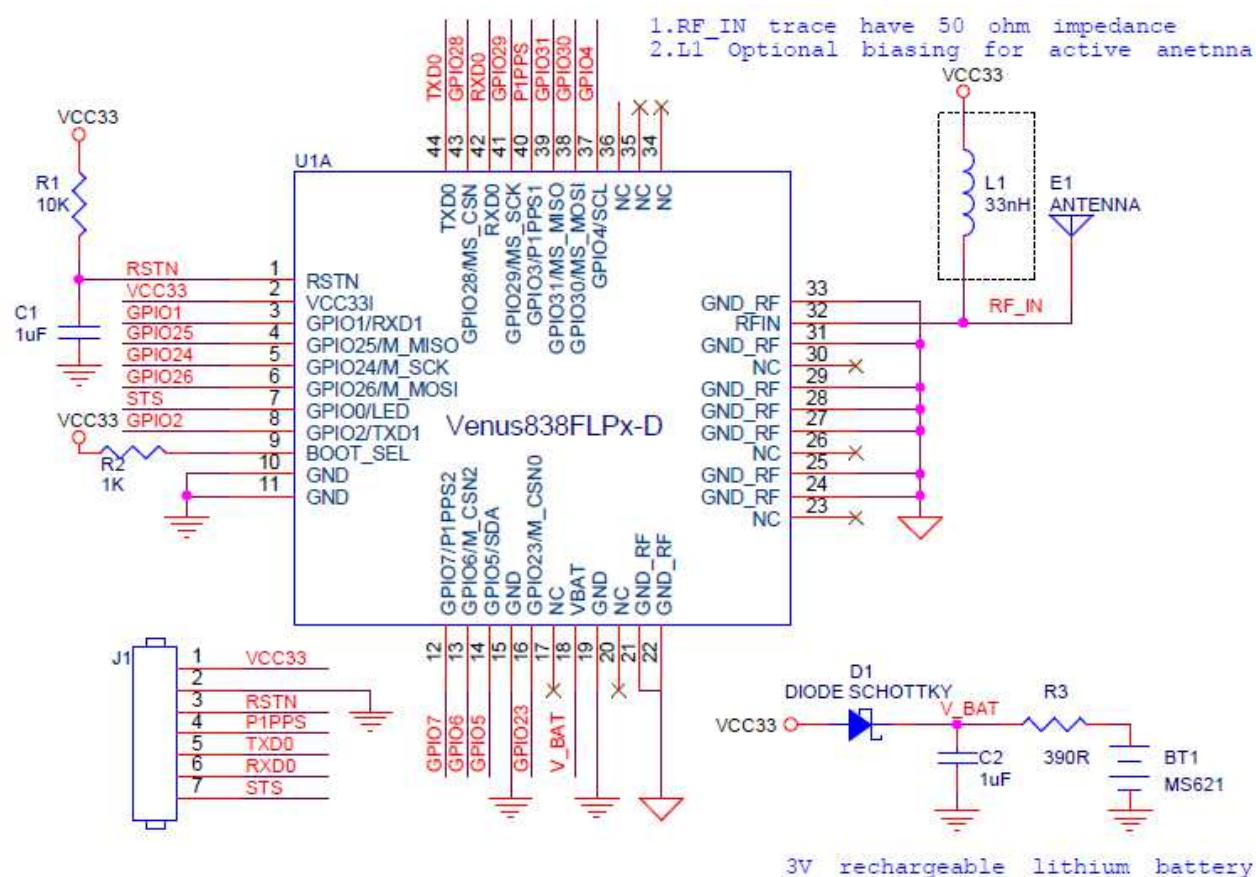 1.RF_IN trace have 50 ohm impedance
2.L1 Optional biasing for active anetnna
TXD0
GPIO28
RXD0
GPIO29
P1PPS
GPIO31
GPIO30
GPIO4
44
43
42
41
40
39
38
37
36
35
34
VCC33
R1
10K
C1
1uF
U1A
TXD0
GPIO28/MS_CSN
RXD0
GPIO29/MS_SCK
GPIO3/P1PPS1
GPIO31/MS_MISO
GPIO30/MS_MOSI
GPIO4/SCL
NC
NC
NC
VCC33
L1
33nH
E1
ANTENNA
RF_IN
RSTN 1 RSTN
VCC33 2 VCC33I
GPIO1 3 GPIO1/RXD1
GPIO25 4 GPIO25/M_MISO
GPIO24 5 GPIO24/M_SCK
GPIO26 6 GPIO26/M_MOSI
STS 7 GPIO0/LED
GPIO2 8 GPIO2/TXD1
VCC33
R2
1K
9 BOOT_SEL
10 GND
11 GND
Venus838FLPx-D
GND_RF 33
RFIN 32
GND_RF 31
NC 30
GND_RF 29
GND_RF 28
GND_RF 27
NC 26
GND_RF 25
GND_RF 24
NC 23
GPIO7/P1PPS2
GPIO6/M_CSN2
GPIO5/SDA
GND
GPIO23/M_CSN0
NC
VBAT
GND
NC
GND_RF
GND_RF
12
13
14
15
16
17
18
19
20
21
22
GPIO7
GPIO6
GPIO5
GPIO23
V_BAT
J1
1 VCC33
2
3 RSTN
4 P1PPS
5 TXD0
6 RXD0
7 STS
D1
DIODE SCHOTTKY
VCC33
V_BAT
R3
390R
C2
1uF
BT1
MS621
3V rechargeable lithium battery